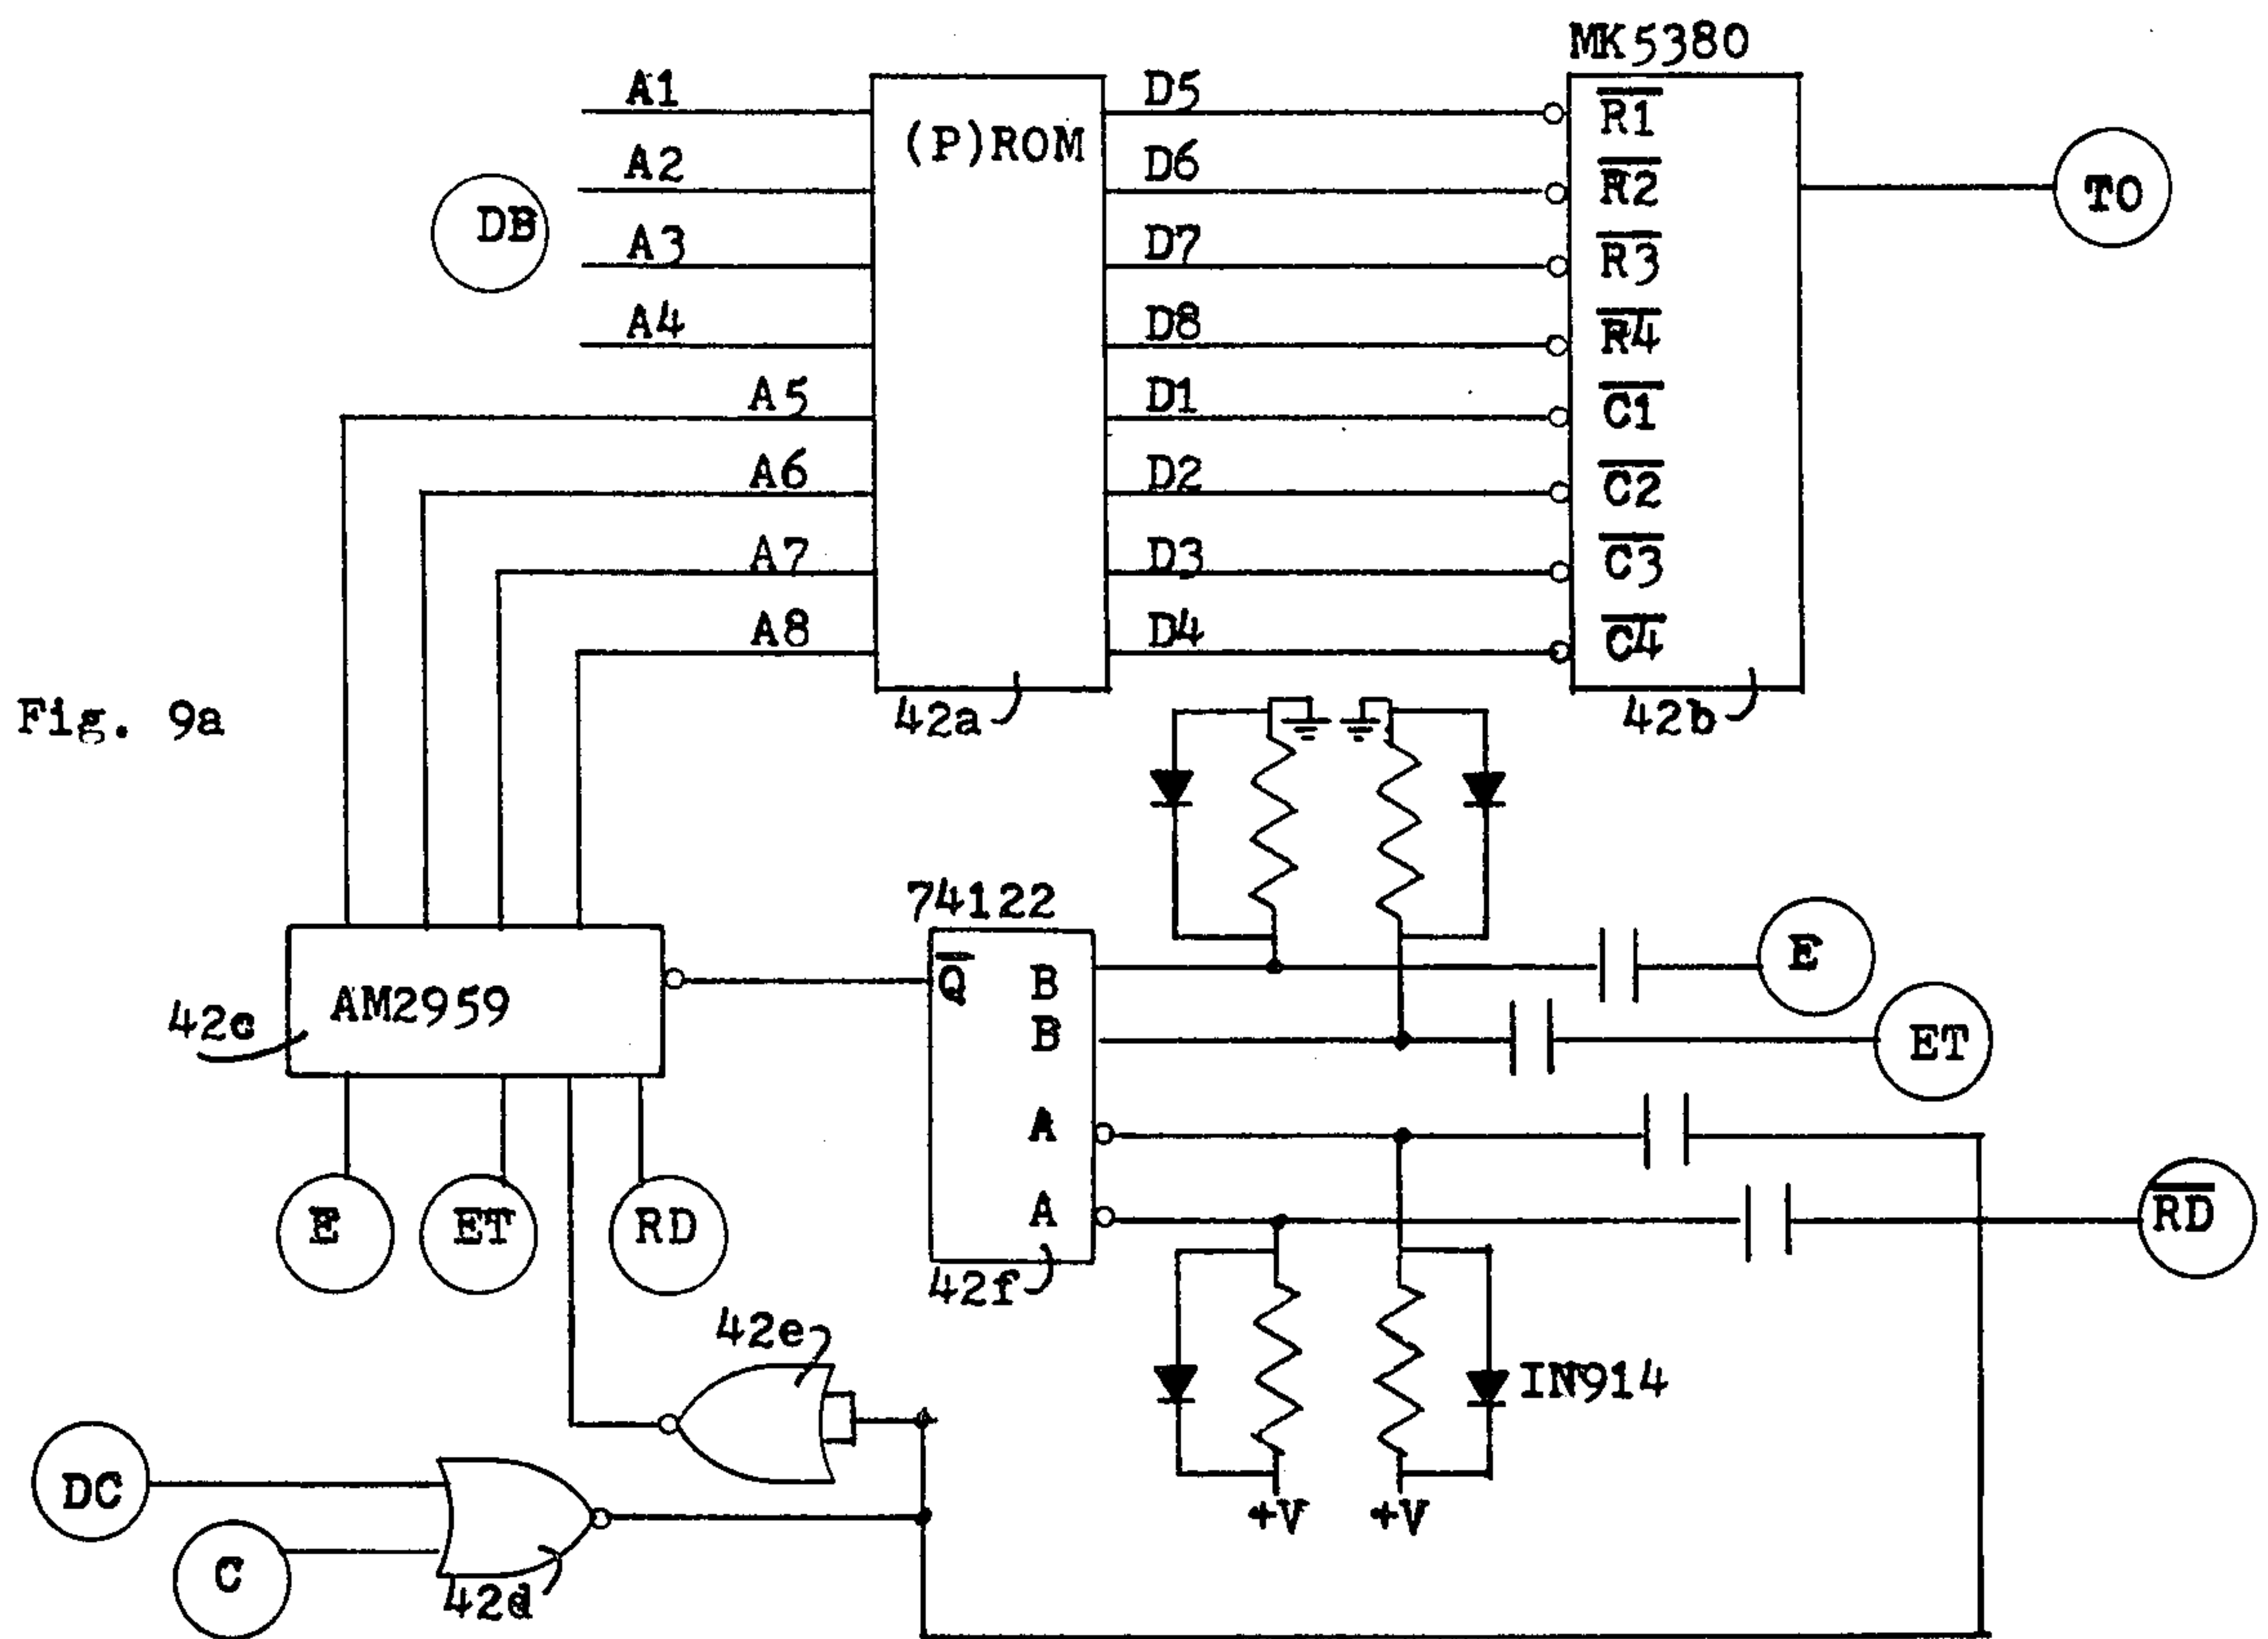 MK5380
A1
D5
R1
(P)ROM
A2
D6
R2
DB
TO
A3
D7
R3
A4
D8
R4
A5
D1
C1
A6
D2
C2
A7
D3
C3
A8
D4
C4
Fig. 9a
42a
42b
74122
Q
B
E
AM2959
42c
B
ET
A
E
ET
RD
A
RD
42f
42e
IN914
DC
+V
+V
C
42d